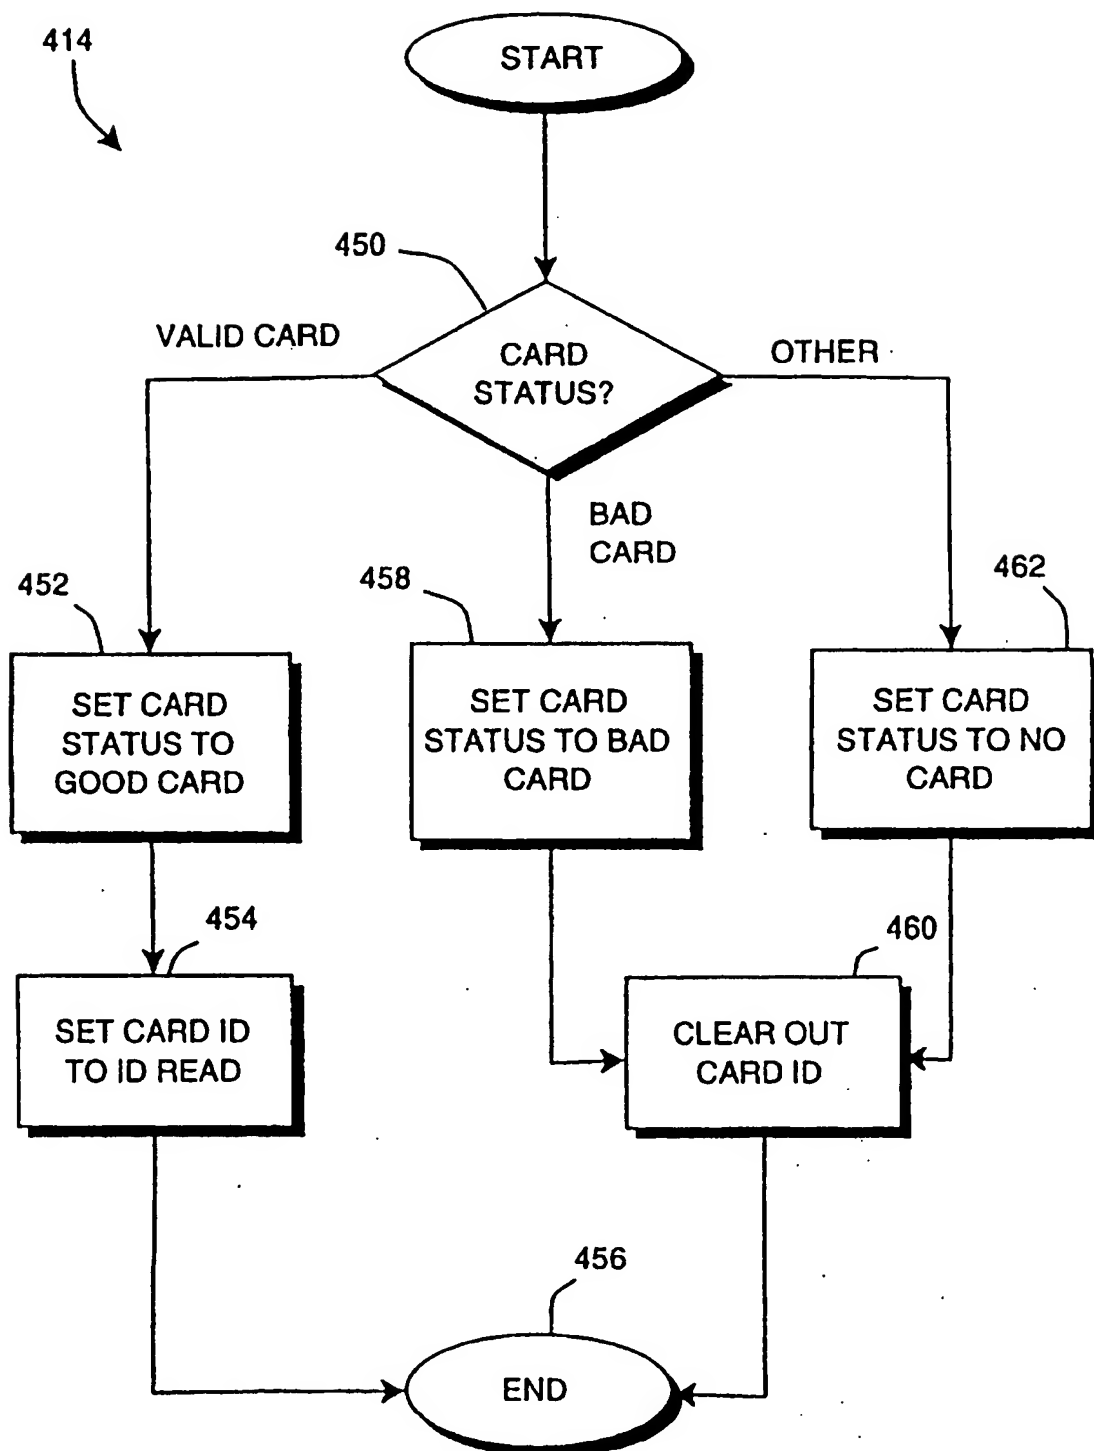 414
START
450
VALID CARD
CARD
STATUS?
OTHER
BAD
CARD
452
458
462
SET CARD
STATUS TO
GOOD CARD
SET CARD
STATUS TO BAD
CARD
SET CARD
STATUS TO NO
CARD
454
460
SET CARD ID
TO ID READ
CLEAR OUT
CARD ID
456
END